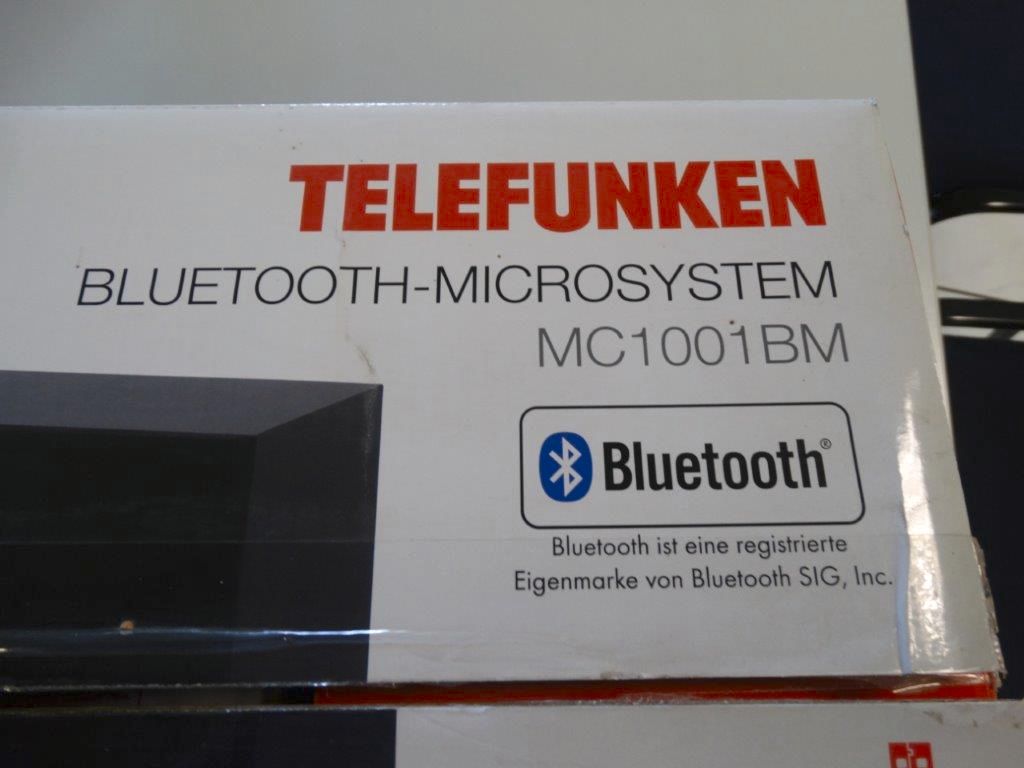 TELEFUNKEN
BLUETOOTH-MICROSYSTEM
MC1001BM
Bluetooth®
Bluetooth ist eine registrierte
Eigenmarke von Bluetooth SIG, Inc.